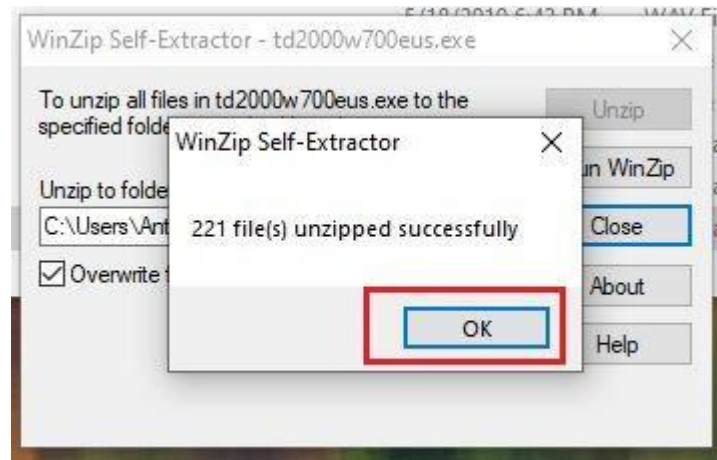 WinZip Self-Extractor - td2000w700eus.exe
To unzip all files in td2000w700eus.exe to the
specified folde
Unzip
WinZip Self-Extractor
un WinZip
Unzip to folde
C:\Users\Ant
221 file(s) unzipped successfully
Close
Overwrite
About
OK
Help